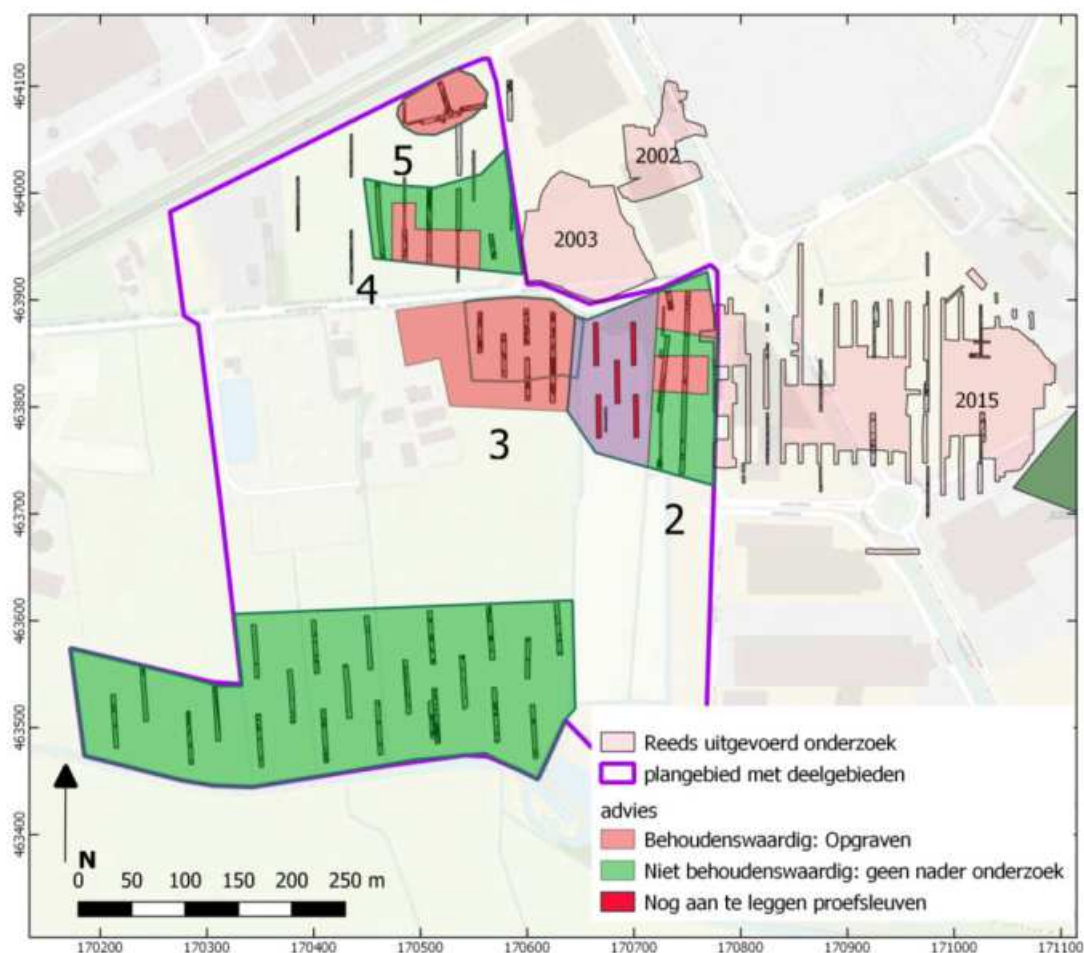 464100
464000
463900
463800
463700
463600
463500
463400
2002
5
2003
4
2015
3
2
Reeds uitgevoerd onderzoek
plangebied met deelgebieden
advies
Behoudenswaardig: Opgraven
Niet behoudenswaardig: geen nader onderzoek
Nog aan te leggen proefsleuven
N
0 50 100 150 200 250 m
170200 170300 170400 170500 170600 170700 170800 170900 171000 171100